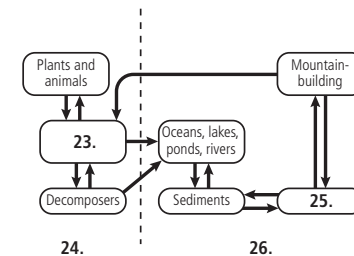 Plants and
animals
Mountain-
building
23.
Oceans, lakes,
ponds, rivers
Decomposers
Sediments
25.
24.
26.